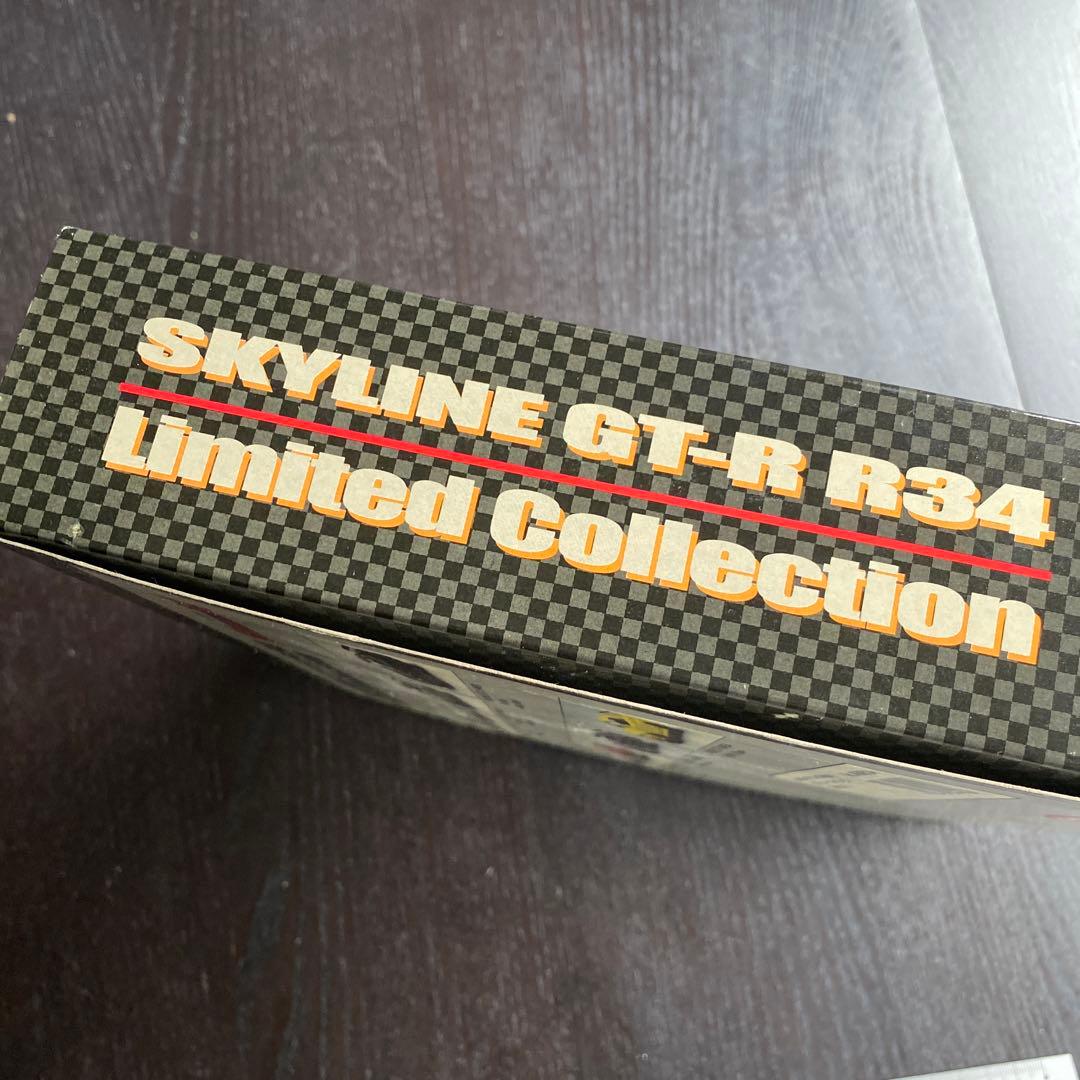 SKYLINE GT-R R34
Limited Collection